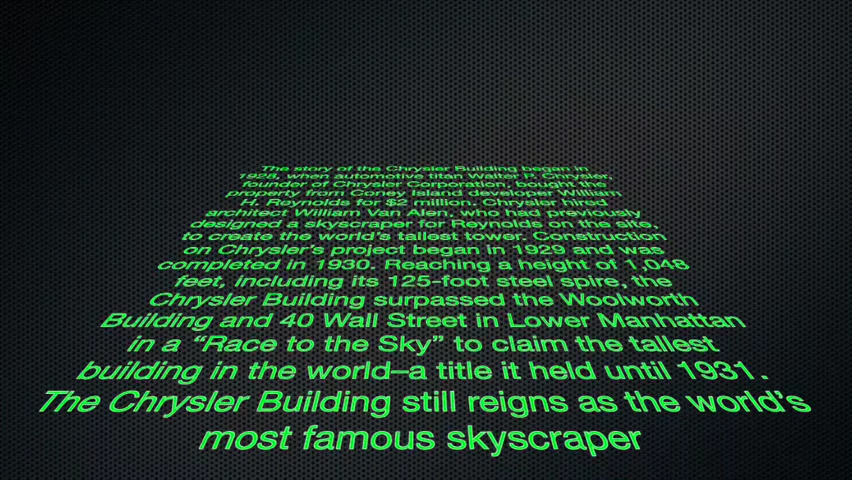 The story of the Chrysler Building began in
1928, when automotive titan Walter P. Chrysler,
founder of Chrysler Corporation, bought the
property from Coney Island developer William
H. Reynolds for $2 million. Chrysler hired
architect William Van Alen, who had previously
designed a skyscraper for Reynolds on the site,
to create the world's tallest tower. Construction
on Chrysler's project began in 1929 and was
completed in 1930. Reaching a height of 1,048
feet, including its 125-foot steel spire, the
Chrysler Building surpassed the Woolworth
Building and 40 Wall Street in Lower Manhattan
in a “Race to the Sky” to claim the tallest
building in the world–a title it held until 1931.
The Chrysler Building still reigns as the world's
most famous skyscraper